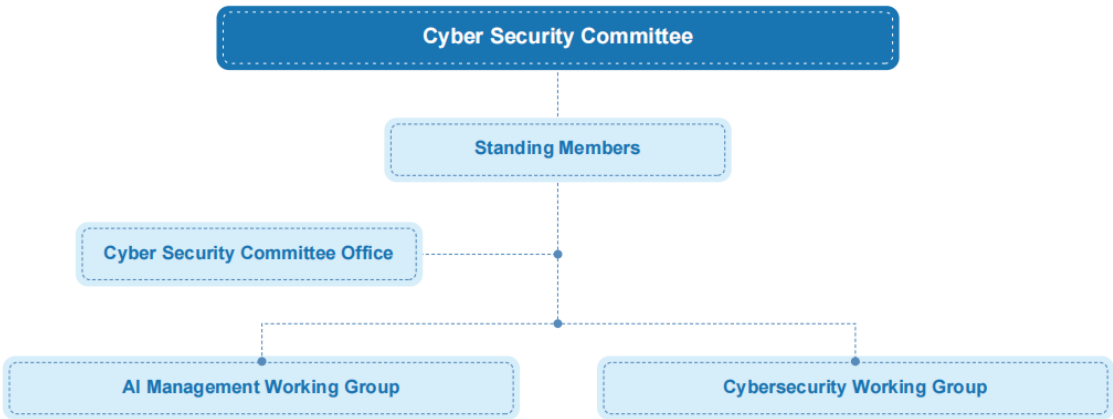 Cyber Security Committee
Standing Members
Cyber Security Committee Office
AI Management Working Group
Cybersecurity Working Group